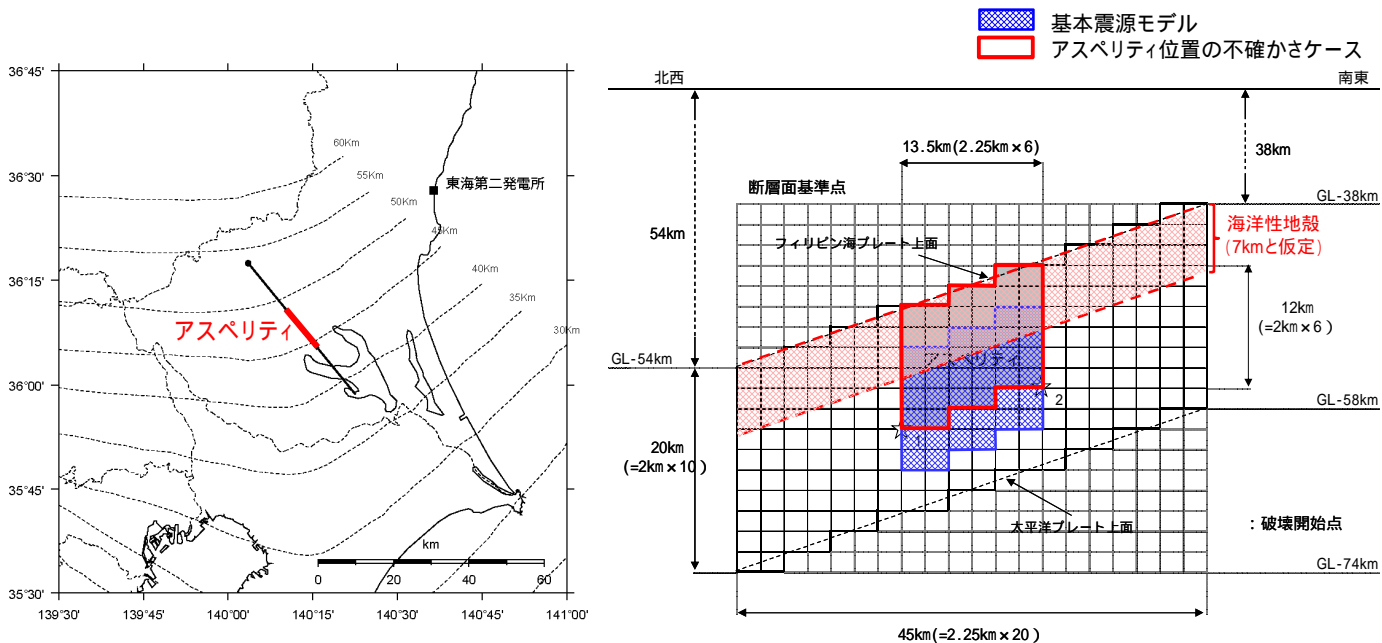 基本震源モデル
アスペリティ位置の不確かさケース
36°45'
36°30'
36°15'
36°00'
35°45'
35°30'
139°30'
139°45'
140°00'
140°15'
140°30'
140°45'
141°00'
60Km
55Km
50Km
45Km
40Km
35Km
30Km
東海第二発電所
アスペリティ
km
0
20
40
60
北西
南東
13.5km(2.25km×6)
38km
断層面基準点
GL-38km
54km
フィリピン海プレート上面
海洋性地殻
(7kmと仮定)
12km
(=2km×6)
GL-54km
アスペリティ
2
GL-58km
1
20km
(=2km×10)
太平洋プレート上面
:破壊開始点
GL-74km
45km(=2.25km×20)